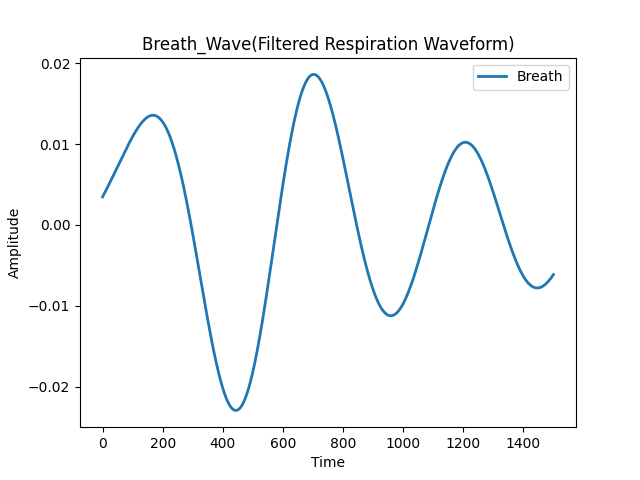 Breath_Wave(Filtered Respiration Waveform)
Breath
0.02
0.01
0.00
−0.01
−0.02
Amplitude
0 200 400 600 800 1000 1200 1400
Time